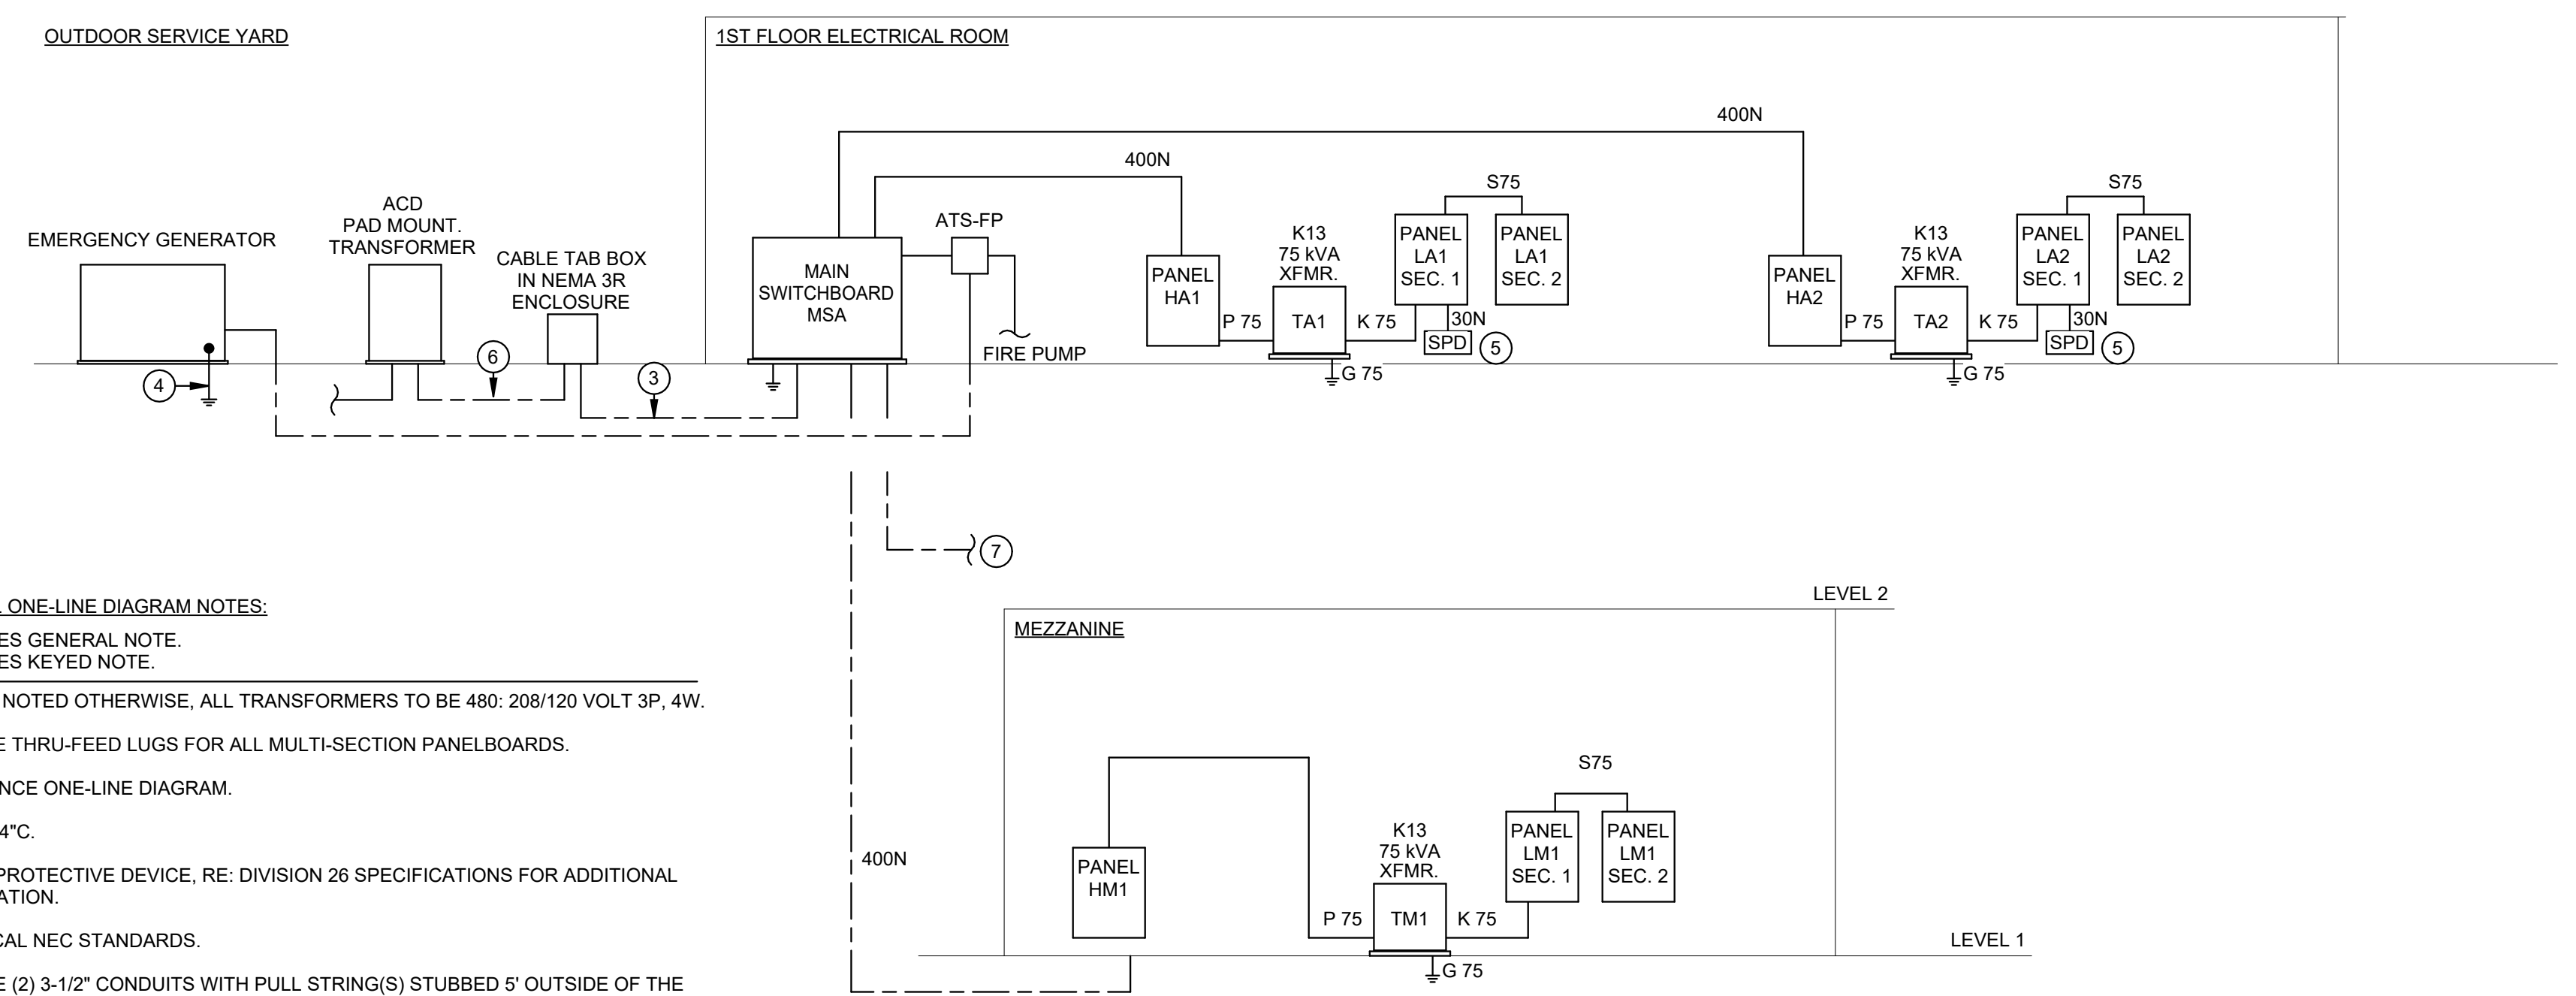 OUTDOOR SERVICE YARD
1ST FLOOR ELECTRICAL ROOM
400N
400N
S75
S75
EMERGENCY GENERATOR
ACD
PAD MOUNT.
TRANSFORMER
CABLE TAB BOX
IN NEMA 3R
ENCLOSURE
MAIN
SWITCHBOARD
MSA
ATS-FP
FIRE PUMP
PANEL
HA1
P 75
K13
75 kVA
XFMR.
TA1
K 75
G 75
PANEL
LA1
SEC. 1
PANEL
LA1
SEC. 2
30N
SPD
5
PANEL
HA2
P 75
K13
75 kVA
XFMR.
TA2
K 75
G 75
PANEL
LA2
SEC. 1
PANEL
LA2
SEC. 2
30N
SPD
5
4
6
3
7
ONE-LINE DIAGRAM NOTES:
GENERAL NOTE.
KEYED NOTE.
NOTED OTHERWISE, ALL TRANSFORMERS TO BE 480: 208/120 VOLT 3P, 4W.
THRU-FEED LUGS FOR ALL MULTI-SECTION PANELBOARDS.
ONE-LINE DIAGRAM.
4"C.
PROTECTIVE DEVICE, RE: DIVISION 26 SPECIFICATIONS FOR ADDITIONAL
NEC STANDARDS.
(2) 3-1/2" CONDUITS WITH PULL STRING(S) STUBBED 5' OUTSIDE OF THE
400N
LEVEL 2
MEZZANINE
PANEL
HM1
P 75
K13
75 kVA
XFMR.
TM1
K 75
G 75
S75
PANEL
LM1
SEC. 1
PANEL
LM1
SEC. 2
LEVEL 1